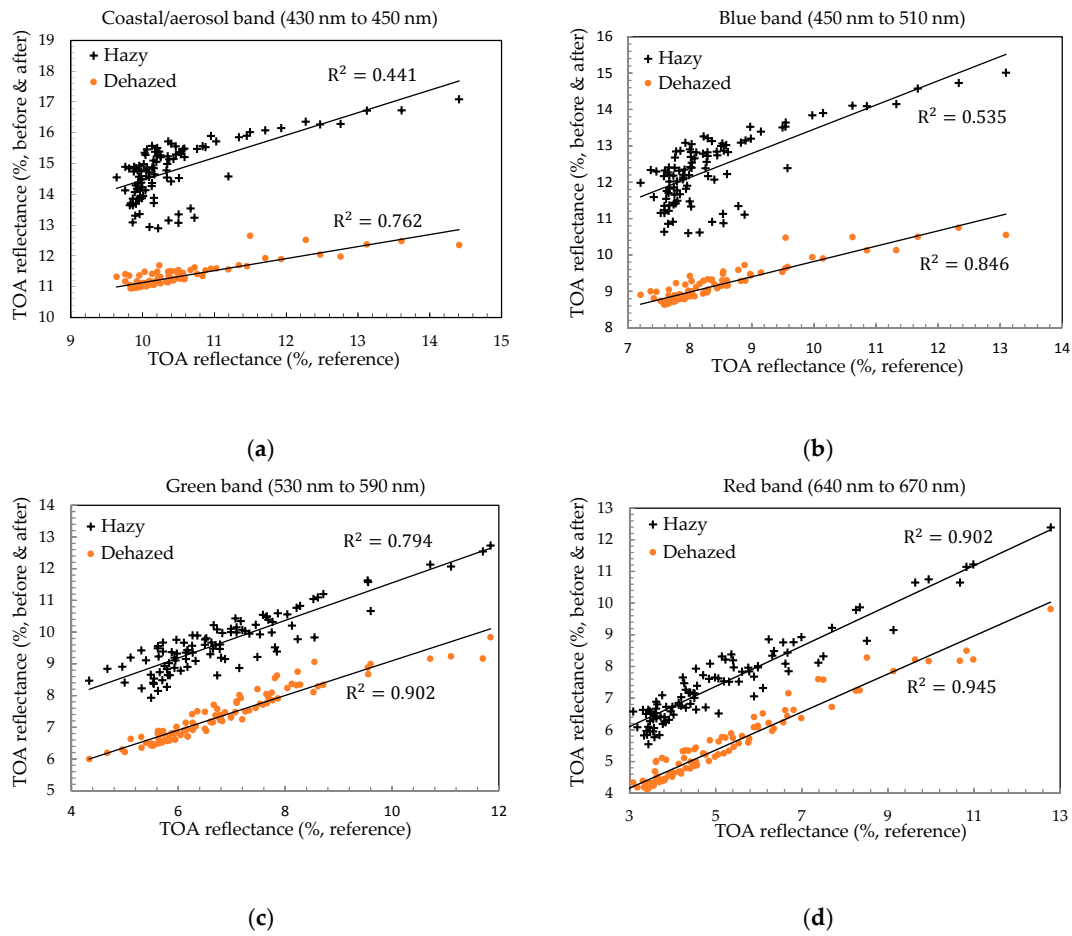 Coastal/aerosol band (430 nm to 450 nm)
TOA reflectance (%, before & after)
19
18
17
16
15
14
13
12
11
10
Hazy
Dehazed
R² = 0.441
R² = 0.762
9 10 11 12 13 14 15
TOA reflectance (%, reference)
(a)
Blue band (450 nm to 510 nm)
TOA reflectance (%, before & after)
16
15
14
13
12
11
10
9
8
Hazy
Dehazed
R² = 0.535
R² = 0.846
7 8 9 10 11 12 13 14
TOA reflectance (%, reference)
(b)
Green band (530 nm to 590 nm)
TOA reflectance (%, before & after)
14
13
12
11
10
9
8
7
6
5
Hazy
Dehazed
R² = 0.794
R² = 0.902
4 6 8 10 12
TOA reflectance (%, reference)
(c)
Red band (640 nm to 670 nm)
TOA reflectance (%, before & after)
13
12
11
10
9
8
7
6
5
4
Hazy
Dehazed
R² = 0.902
R² = 0.945
3 5 7 9 11 13
TOA reflectance (%, reference)
(d)